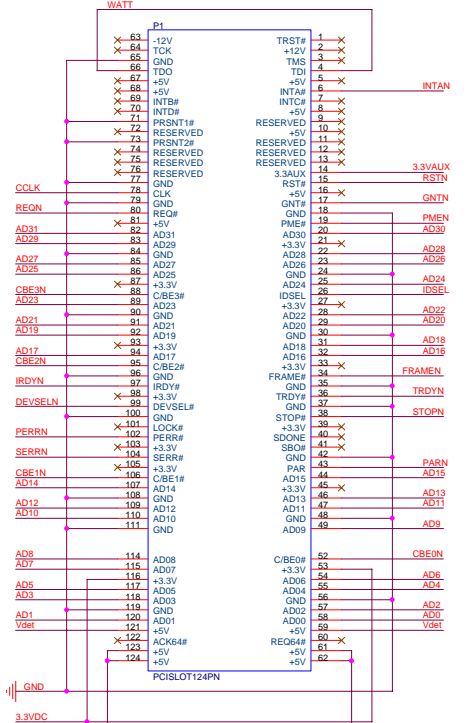 WATT
P1
63 -12V TRST# 1
64 TCK +12V 2
65 GND TMS 3
66 TDO TDI 4
67 +5V +5V 5
68 +5V INTA# 6 INTAN
69 INTB# INTC# 7
70 INTD# +5V 8
71 PRSNT1# RESERVED 9
72 RESERVED +5V 10
73 PRSNT2# RESERVED 11
74 RESERVED RESERVED 12
75 RESERVED RESERVED 13
76 RESERVED 3.3AUX 14 3.3VAUX
77 GND RST# 15 RSTN
CCLK 78 CLK +5V 16
79 GND GNT# 17 GNTN
REQN 80 REQ# GND 18
81 +5V PME# 19 PMEN
AD31 82 AD31 AD30 20 AD30
AD29 83 AD29 +3.3V 21
84 GND AD28 22 AD28
AD27 85 AD27 AD26 23 AD26
AD25 86 AD25 GND 24
87 +3.3V AD24 25 AD24
CBE3N 88 C/BE3# IDSEL 26 IDSEL
AD23 89 AD23 +3.3V 27
90 GND AD22 28 AD22
AD21 91 AD21 AD20 29 AD20
AD19 92 AD19 GND 30
93 +3.3V AD18 31 AD18
AD17 94 AD17 AD16 32 AD16
CBE2N 95 C/BE2# +3.3V 33
96 GND FRAME# 34 FRAMEN
IRDYN 97 IRDY# GND 35
98 +3.3V TRDY# 36 TRDYN
DEVSELN 99 DEVSEL# GND 37
100 GND STOP# 38 STOPN
101 LOCK# +3.3V 39
PERRN 102 PERR# SDONE 40
103 +3.3V SBO# 41
SERRN 104 SERR# GND 42
105 +3.3V PAR 43 PARN
CBE1N 106 C/BE1# AD15 44 AD15
AD14 107 AD14 +3.3V 45
108 GND AD13 46 AD13
AD12 109 AD12 AD11 47 AD11
AD10 110 AD10 GND 48
111 GND AD09 49 AD9
AD8 114 AD08 C/BE0# 52 CBE0N
AD7 115 AD07 +3.3V 53
116 +3.3V AD06 54 AD6
AD5 117 AD05 AD04 55 AD4
AD3 118 AD03 GND 56
119 GND AD02 57 AD2
AD1 120 AD01 AD00 58 AD0
Vdet 121 +5V +5V 59 Vdet
122 ACK64# REQ64# 60
123 +5V +5V 61
124 +5V +5V 62
PCISLOT124PN
GND
3.3VDC